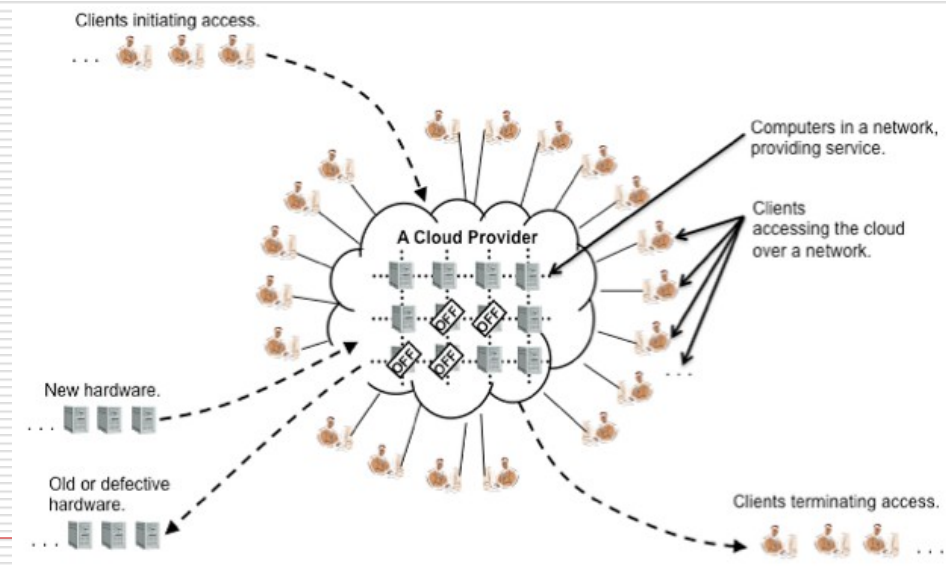 Clients initiating access.
. . .
Computers in a network,
providing service.
Clients
accessing the cloud
over a network.
A Cloud Provider
OFF OFF
OFF OFF
. . .
New hardware.
. . .
Old or defective
hardware.
. . .
Clients terminating access.
. . .